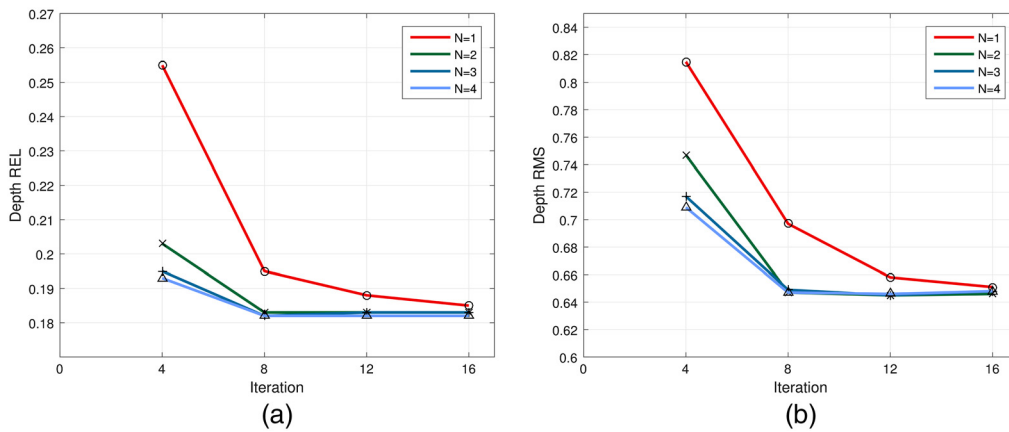 0.27
0.26
0.25
0.24
0.23
0.22
0.21
0.2
0.19
0.18
Depth REL
N=1
N=2
N=3
N=4
0 4 8 12 16
Iteration
(a)
0.84
0.82
0.8
0.78
0.76
0.74
0.72
0.7
0.68
0.66
0.64
0.62
0.6
Depth RMS
N=1
N=2
N=3
N=4
0 4 8 12 16
Iteration
(b)